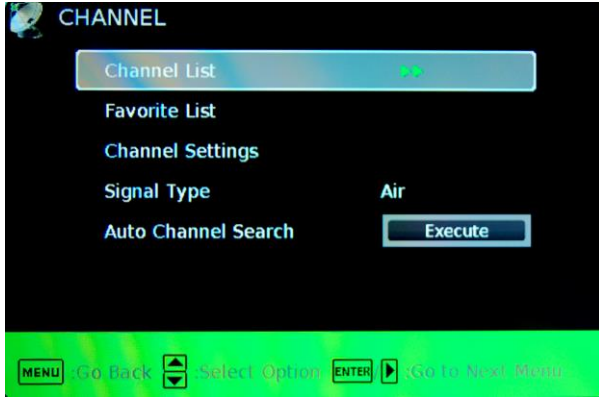 CHANNEL
Channel List
Favorite List
Channel Settings
Signal Type Air
Auto Channel Search Execute
MENU :Go Back :Select Option ENTER / :Go to Next Menu